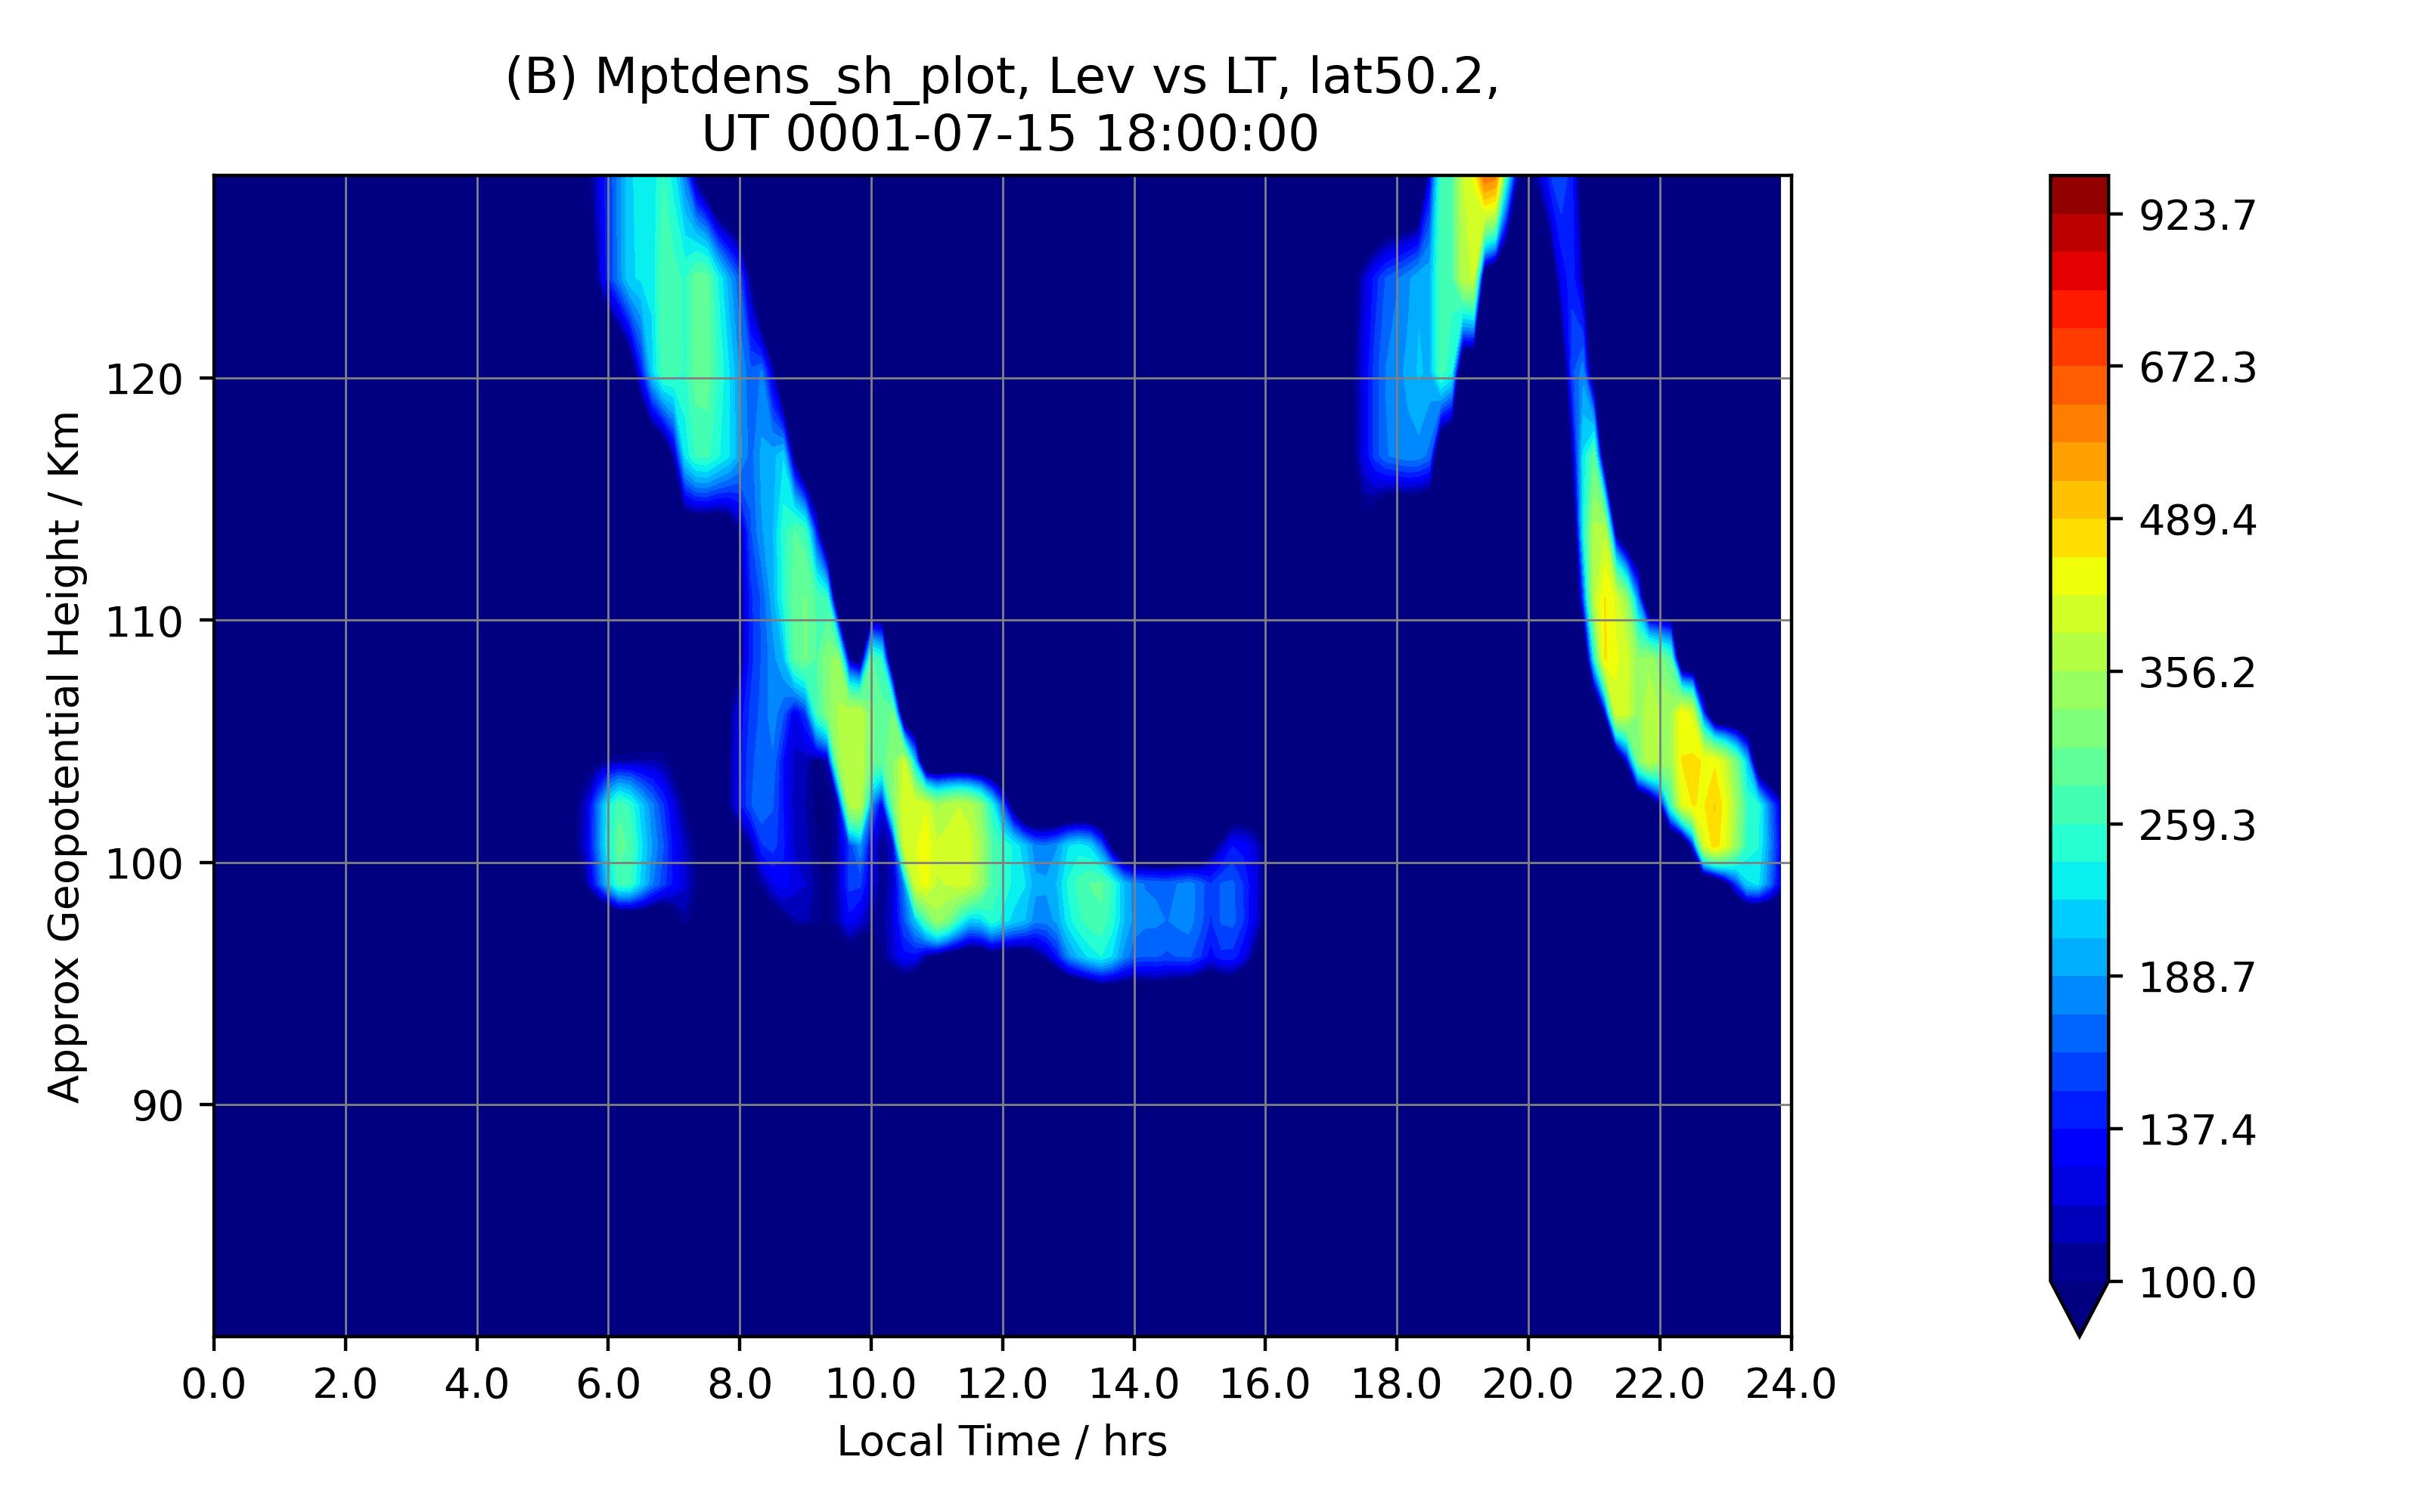 (B) Mptdens_sh_plot, Lev vs LT, lat50.2,
UT 0001-07-15 18:00:00
Approx Geopotential Height / Km
120
110
100
90
0.0 2.0 4.0 6.0 8.0 10.0 12.0 14.0 16.0 18.0 20.0 22.0 24.0
Local Time / hrs
923.7
672.3
489.4
356.2
259.3
188.7
137.4
100.0